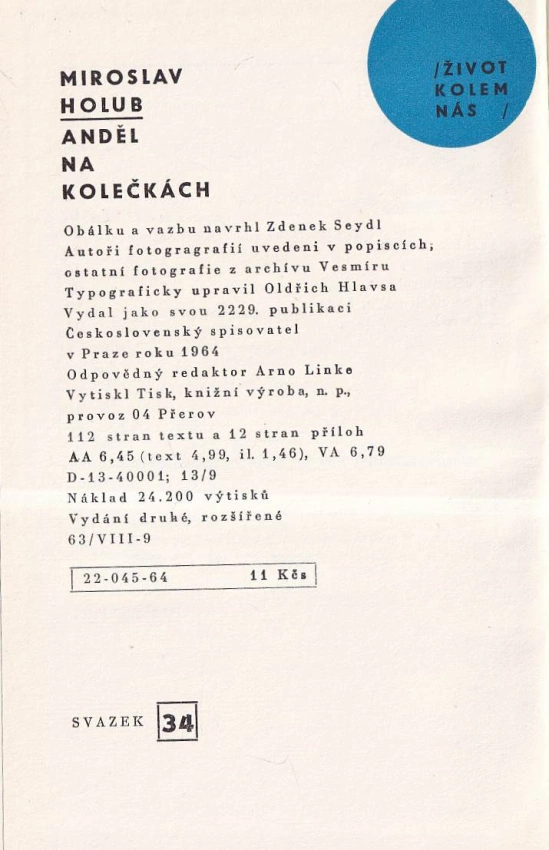 MIROSLAV
HOLUB
ANDĚL
NA
KOLEČKÁCH
/ŽIVOT
KOLEM
NÁS /
Obálku a vazbu navrhl Zdenek Seydl
Autoři fotogragrafií uvedeni v popiscích;
ostatní fotografie z archívu Vesmíru
Typograficky upravil Oldřich Hlavsa
Vydal jako svou 2229. publikaci
Československý spisovatel
v Praze roku 1964
Odpovědný redaktor Arno Linke
Vytiskl Tisk, knižní výroba, n. p.,
provoz 04 Přerov
112 stran textu a 12 stran příloh
AA 6,45 (text 4,99, il. 1,46), VA 6,79
D-13-40001; 13/9
Náklad 24.200 výtisků
Vydání druhé, rozšířené
63/VIII-9
22-045-64 11 Kčs
SVAZEK 34